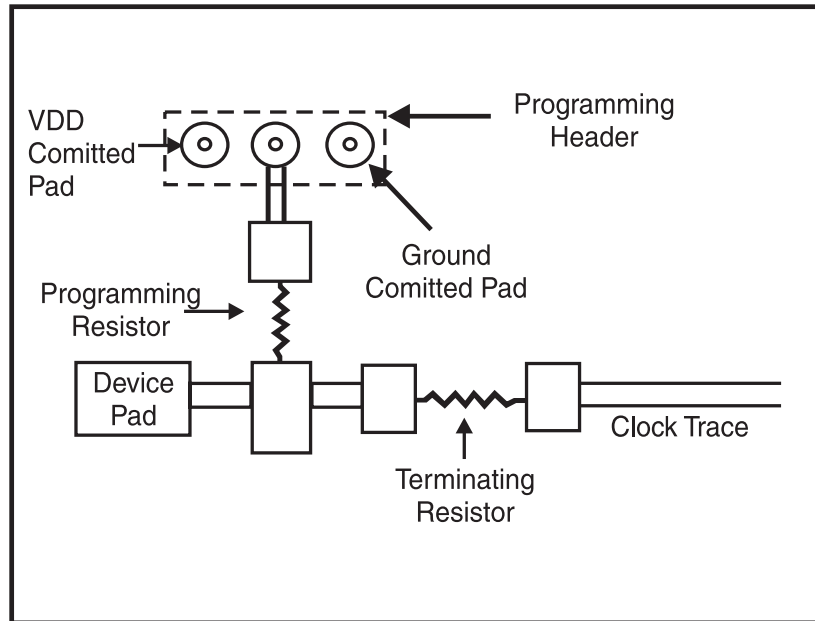 VDD
Comitted
Pad
Programming
Header
Ground
Comitted Pad
Programming
Resistor
Device
Pad
Clock Trace
Terminating
Resistor